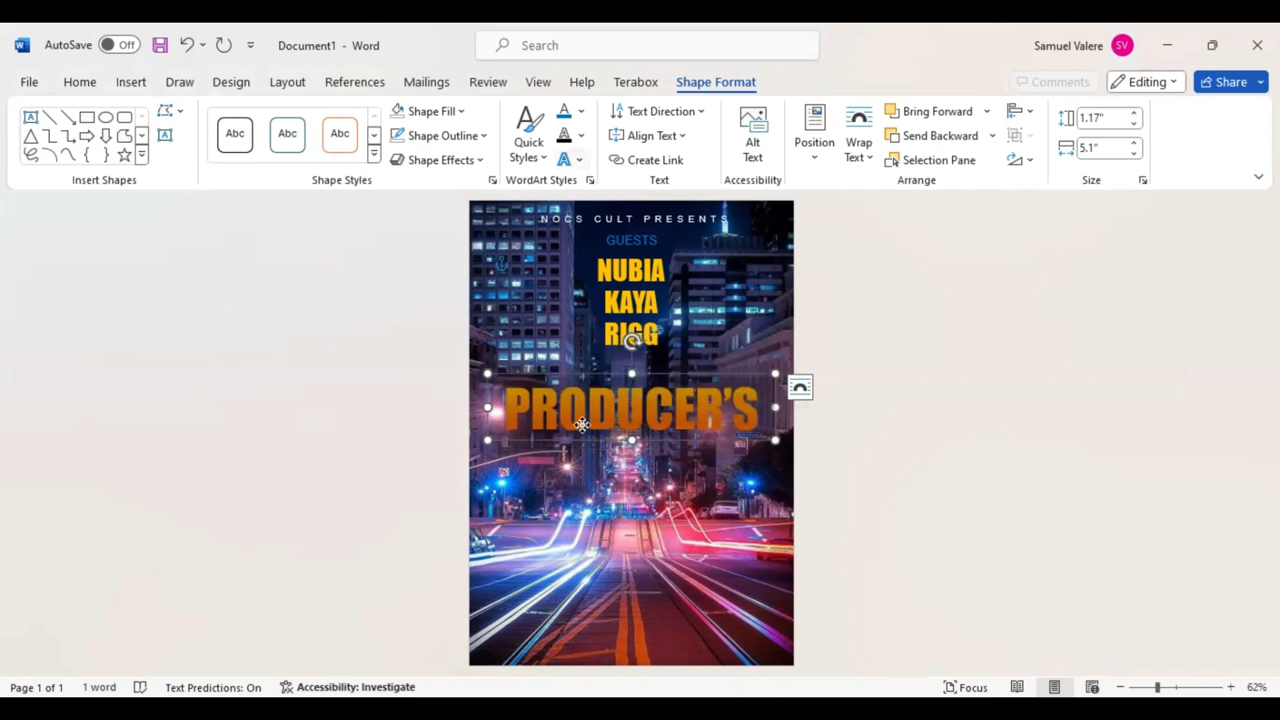 AutoSave Off Document1 - Word Search Samuel Valere SV
File Home Insert Draw Design Layout References Mailings Review View Help Terabox Shape Format Comments Editing Share
Abc Abc Abc
Shape Fill
Shape Outline
Shape Effects
Quick Styles
Text Direction
Align Text
Create Link
Alt Text
Position
Wrap Text
Bring Forward
Send Backward
Selection Pane
1.17"
5.1"
Insert Shapes Shape Styles WordArt Styles Text Accessibility Arrange Size
NOCS CULT PRESENTS
GUESTS
NUBIA
KAYA
RIGG
PRODUCER'S
Page 1 of 1 1 word Text Predictions: On Accessibility: Investigate Focus 62%